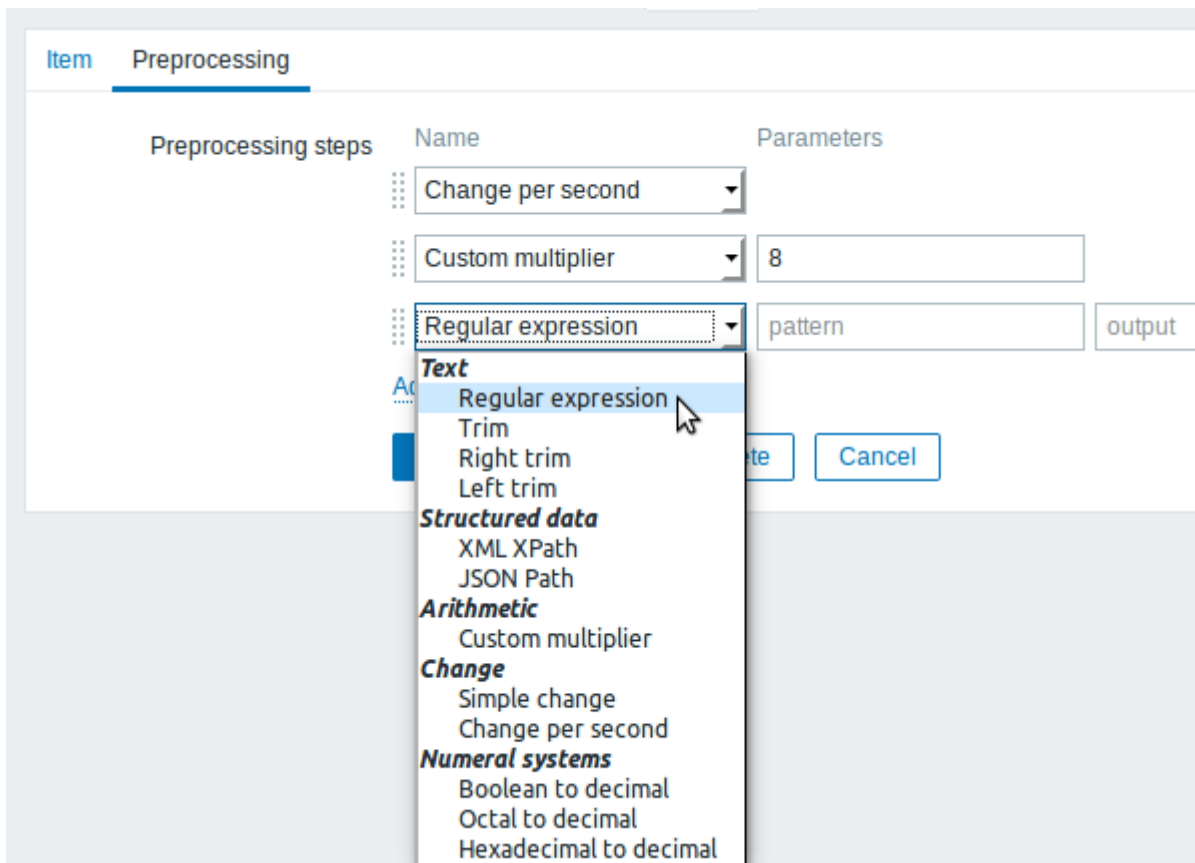 Item Preprocessing
Preprocessing steps Name Parameters
Change per second
Custom multiplier 8
Regular expression pattern output
Text
Regular expression
Trim
Right trim
Cancel
Left trim
Structured data
XML XPath
JSON Path
Arithmetic
Custom multiplier
Change
Simple change
Change per second
Numeral systems
Boolean to decimal
Octal to decimal
Hexadecimal to decimal